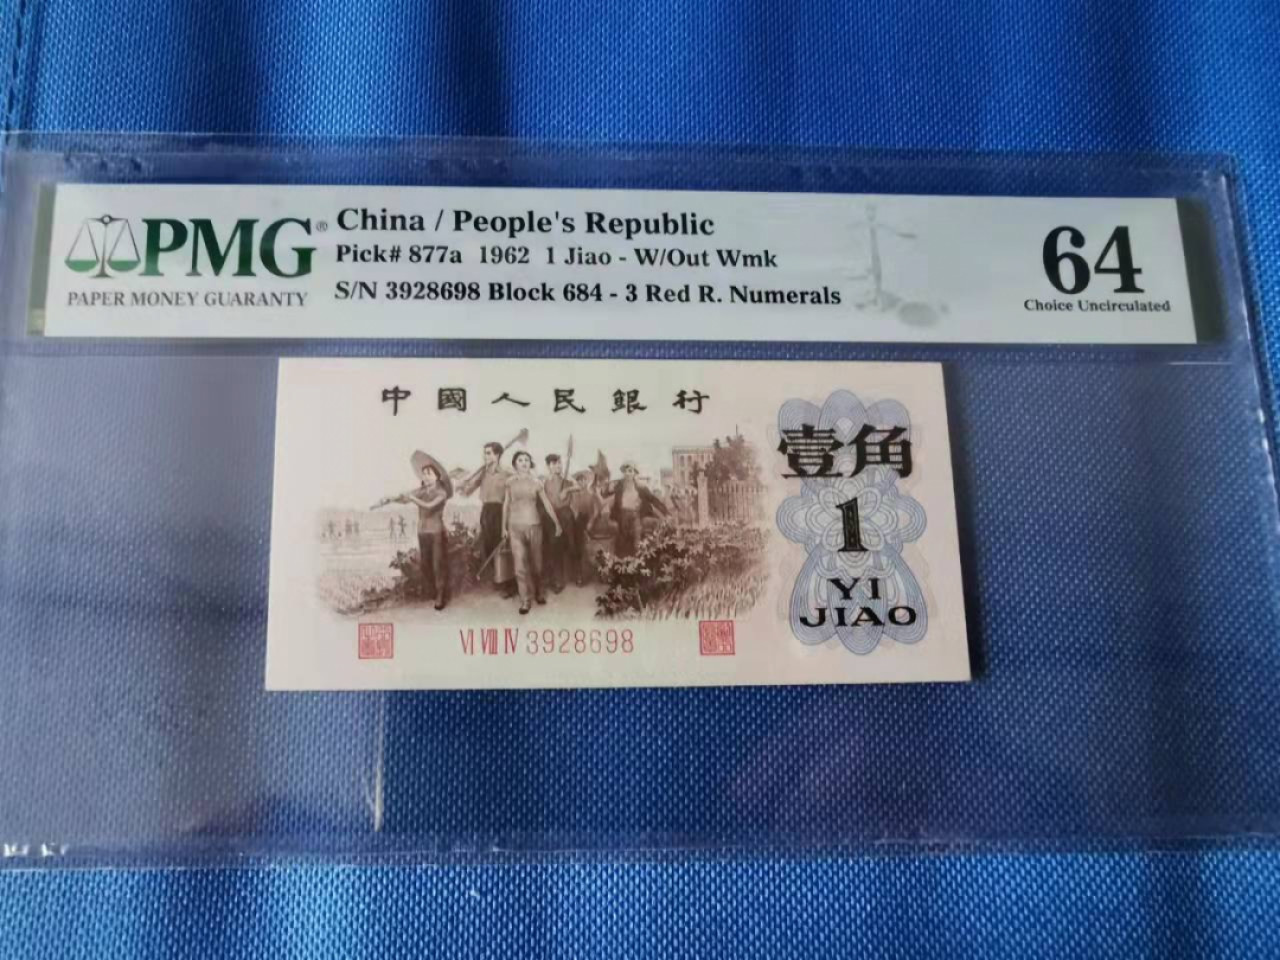 PMG®
PAPER MONEY GUARANTY
China / People's Republic
Pick# 877a 1962 1 Jiao - W/Out Wmk
S/N 3928698 Block 684 - 3 Red R. Numerals
64
Choice Uncirculated
中國人民銀行
壹角
1
YI
JIAO
VI VIII IV 3928698